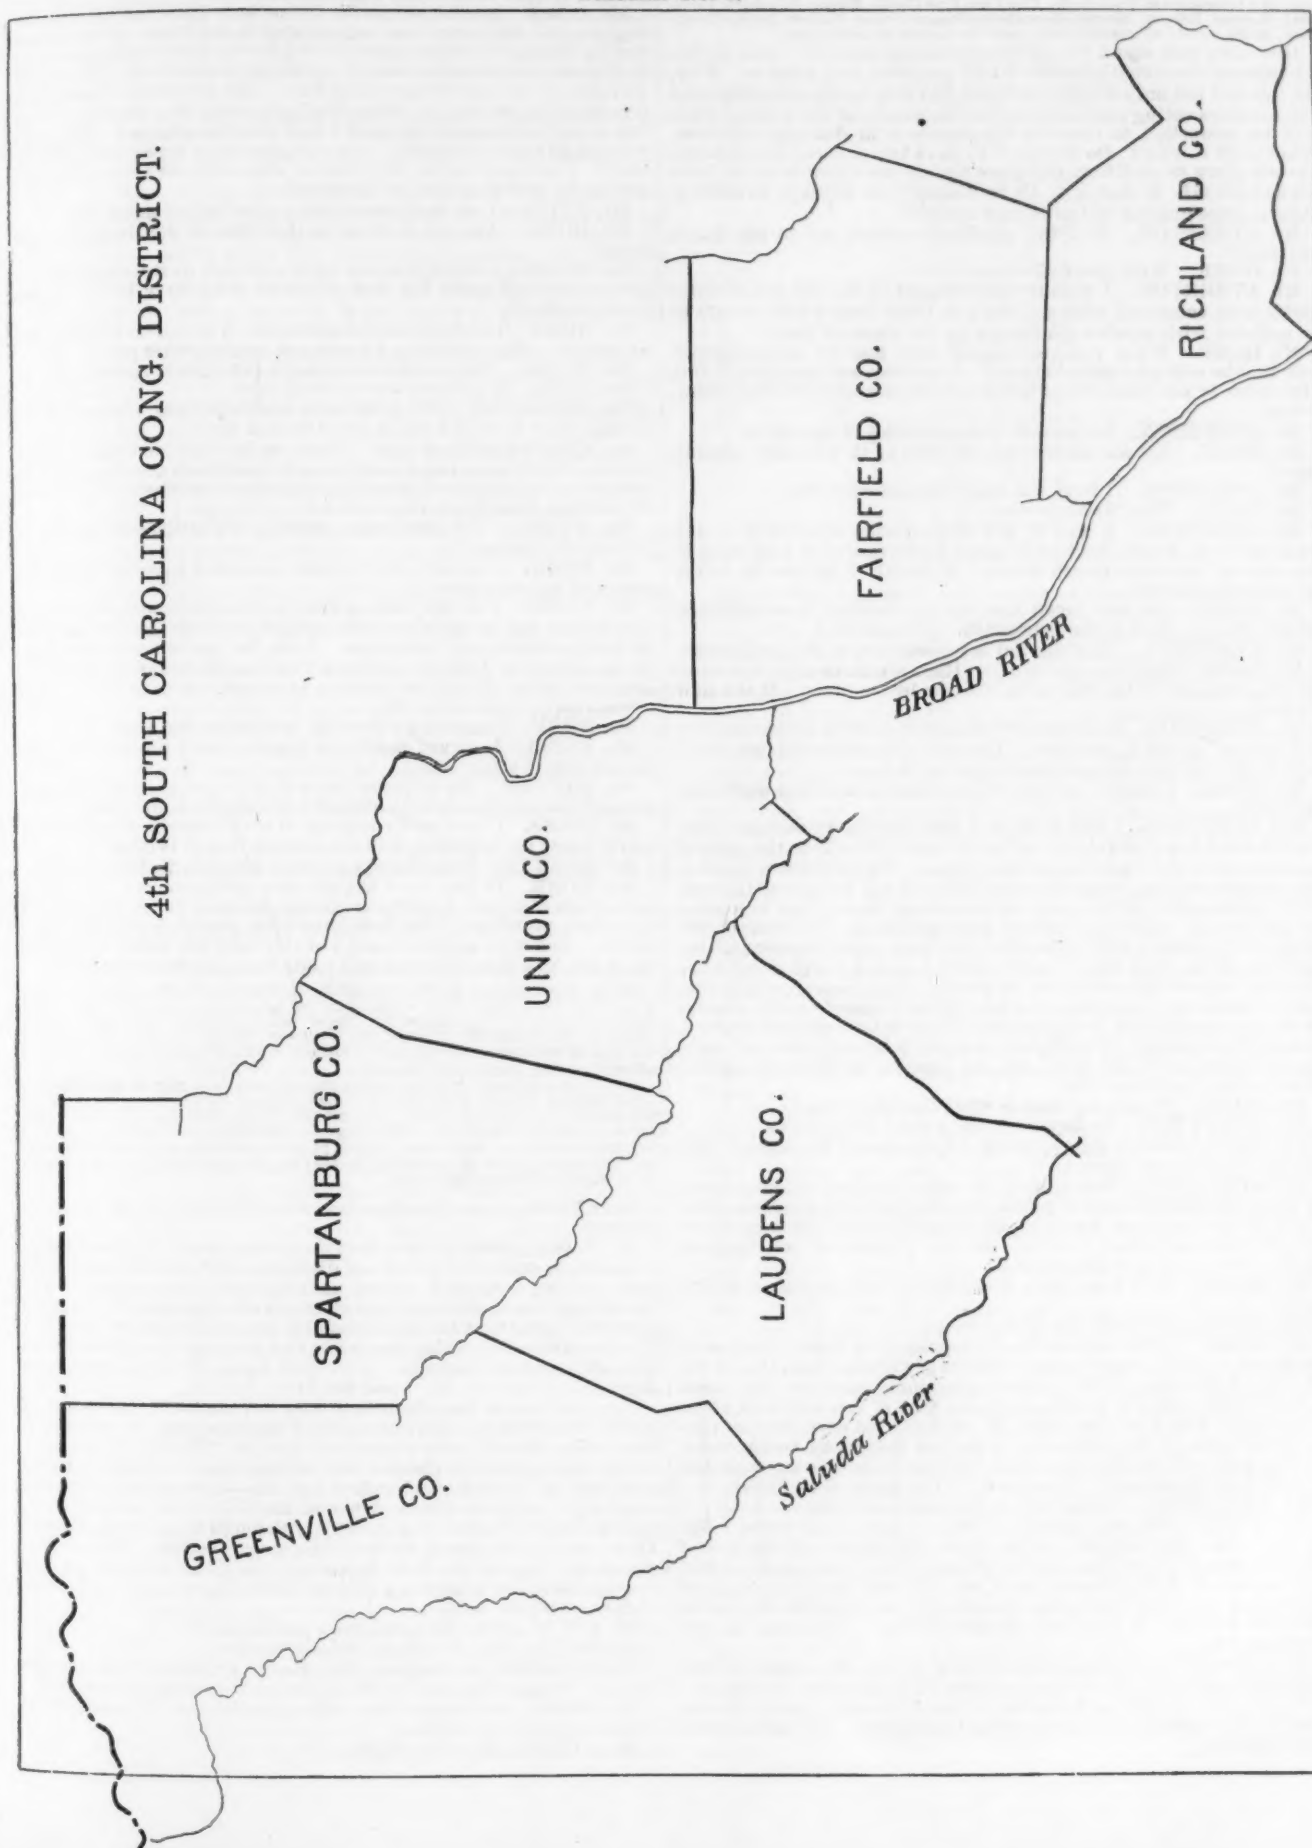 4th SOUTH CAROLINA CONG. DISTRICT.
GREENVILLE CO.
SPARTANBURG CO.
UNION CO.
LAURENS CO.
Saluda River
FAIRFIELD CO.
BROAD RIVER
RICHLAND CO.